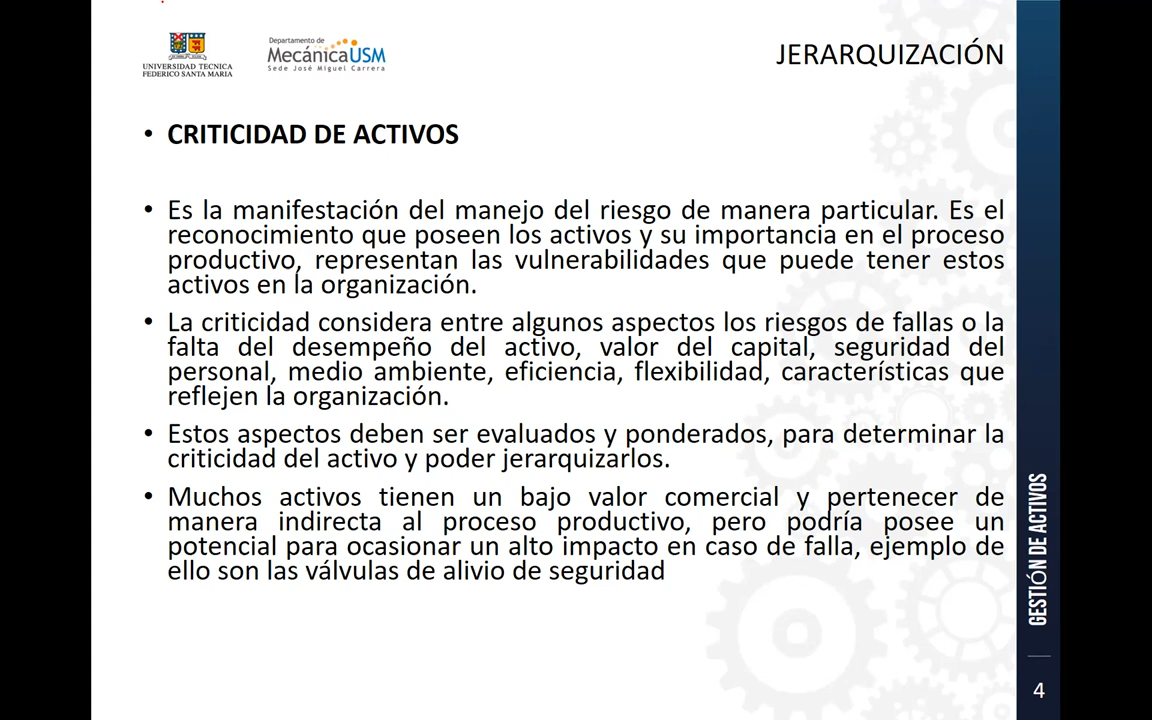 UNIVERSIDAD TECNICA
FEDERICO SANTA MARIA
Departamento de
MecánicaUSM
Sede José Miguel Carrera
JERARQUIZACIÓN
• CRITICIDAD DE ACTIVOS
• Es la manifestación del manejo del riesgo de manera particular. Es el
reconocimiento que poseen los activos y su importancia en el proceso
productivo, representan las vulnerabilidades que puede tener estos
activos en la organización.
• La criticidad considera entre algunos aspectos los riesgos de fallas o la
falta del desempeño del activo, valor del capital, seguridad del
personal, medio ambiente, eficiencia, flexibilidad, características que
reflejen la organización.
• Estos aspectos deben ser evaluados y ponderados, para determinar la
criticidad del activo y poder jerarquizarlos.
• Muchos activos tienen un bajo valor comercial y pertenecer de
manera indirecta al proceso productivo, pero podría posee un
potencial para ocasionar un alto impacto en caso de falla, ejemplo de
ello son las válvulas de alivio de seguridad
GESTIÓN DE ACTIVOS
4